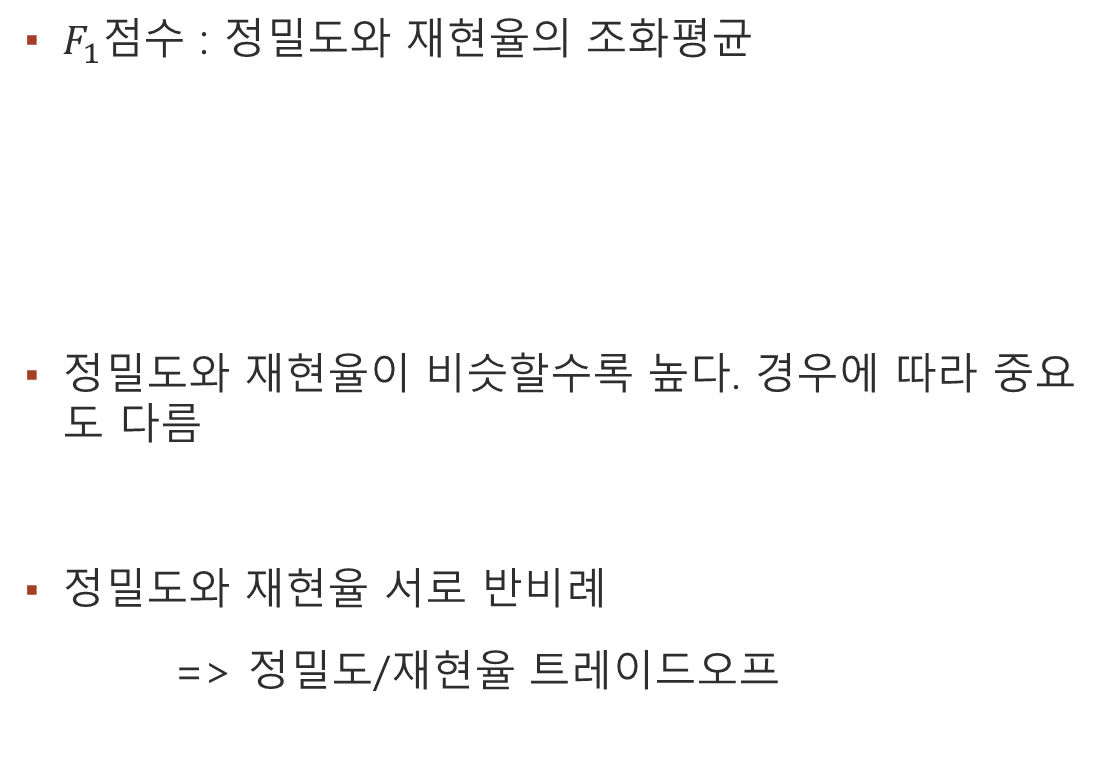 ▪ F₁점수 : 정밀도와 재현율의 조화평균
▪ 정밀도와 재현율이 비슷할수록 높다. 경우에 따라 중요
도 다름
▪ 정밀도와 재현율 서로 반비례
=> 정밀도/재현율 트레이드오프